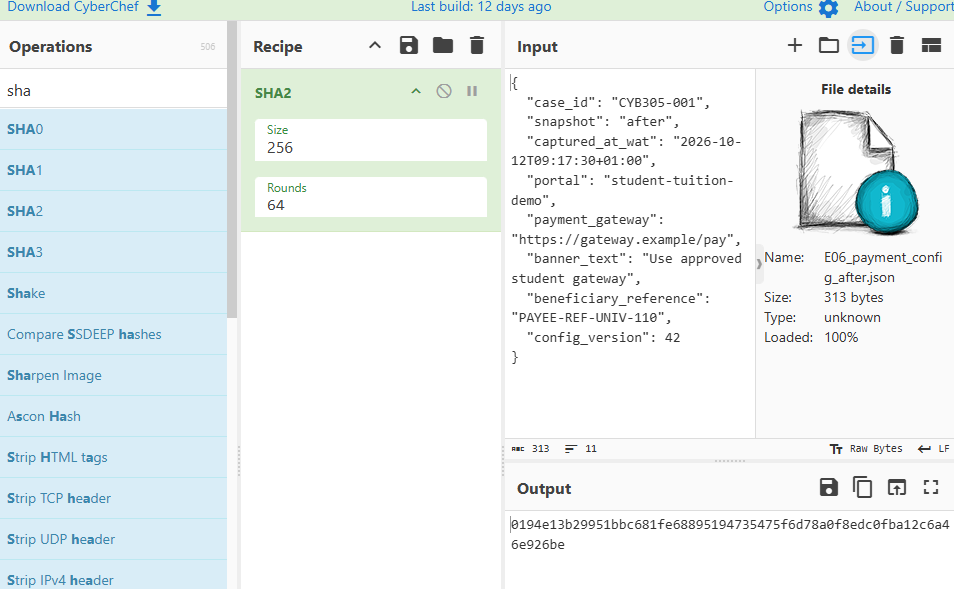 Download CyberChef
Last build: 12 days ago
Options
About / Support
Operations
506
sha
SHA0
SHA1
SHA2
SHA3
Shake
Compare SSDEEP hashes
Sharpen Image
Ascon Hash
Strip HTML tags
Strip TCP header
Strip UDP header
Strip IPv4 header
Recipe
SHA2
Size
256
Rounds
64
Input
{
"case_id": "CYB305-001",
"snapshot": "after",
"captured_at_wat": "2026-10-
12T09:17:30+01:00",
"portal": "student-tuition-
demo",
"payment_gateway":
"https://gateway.example/pay",
"banner_text": "Use approved
student gateway",
"beneficiary_reference":
"PAYEE-REF-UNIV-110",
"config_version": 42
}
File details
Name: E06_payment_confi
g_after.json
Size: 313 bytes
Type: unknown
Loaded: 100%
ABC 313
11
Raw Bytes
LF
Output
0194e13b29951bbc681fe68895194735475f6d78a0f8edc0fba12c6a4
6e926be